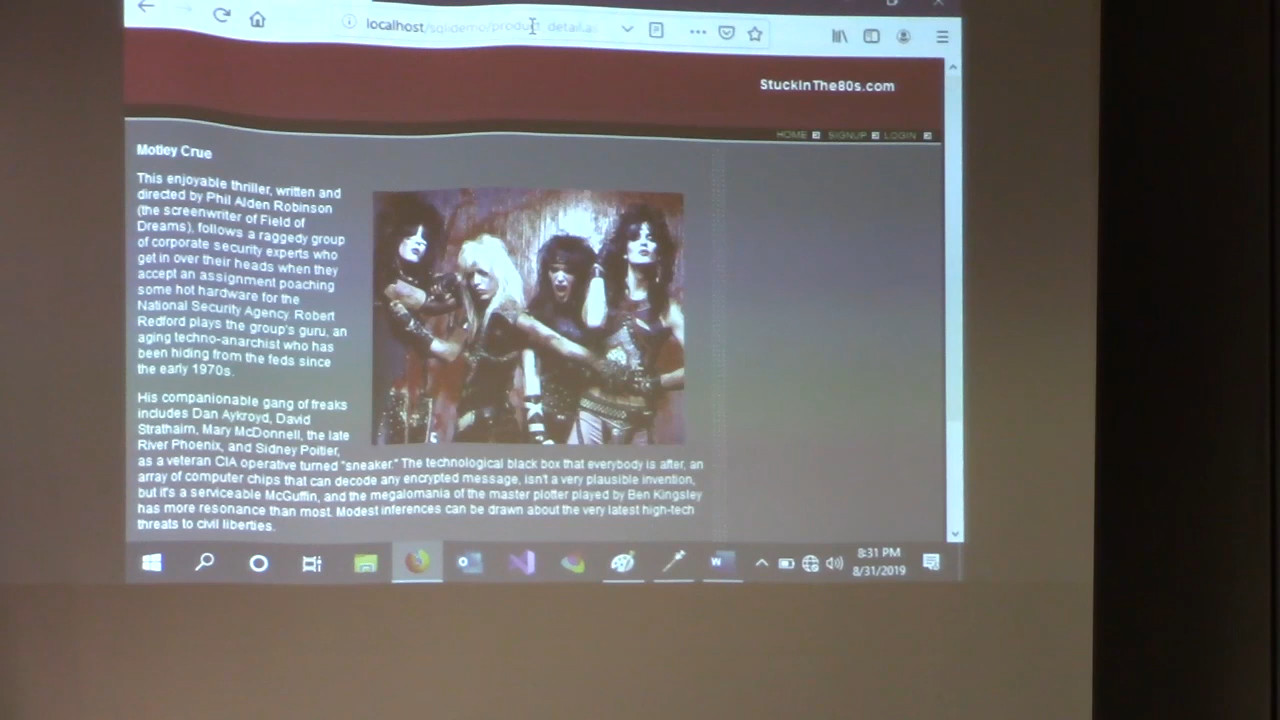 localhost/sqlidemo/product_detail.as
StuckInThe80s.com
HOME SIGNUP LOGIN
Motley Crue
This enjoyable thriller, written and
directed by Phil Alden Robinson
(the screenwriter of Field of
Dreams), follows a raggedy group
of corporate security experts who
get in over their heads when they
accept an assignment poaching
some hot hardware for the
National Security Agency. Robert
Redford plays the group's guru, an
aging techno-anarchist who has
been hiding from the feds since
the early 1970s.
His companionable gang of freaks
includes Dan Aykroyd, David
Strathairn, Mary McDonnell, the late
River Phoenix, and Sidney Poitier,
as a veteran CIA operative turned "sneaker." The technological black box that everybody is after, an
array of computer chips that can decode any encrypted message, isn't a very plausible invention,
but it's a serviceable McGuffin, and the megalomania of the master plotter played by Ben Kingsley
has more resonance than most. Modest inferences can be drawn about the very latest high-tech
threats to civil liberties.
8:31 PM
8/31/2019